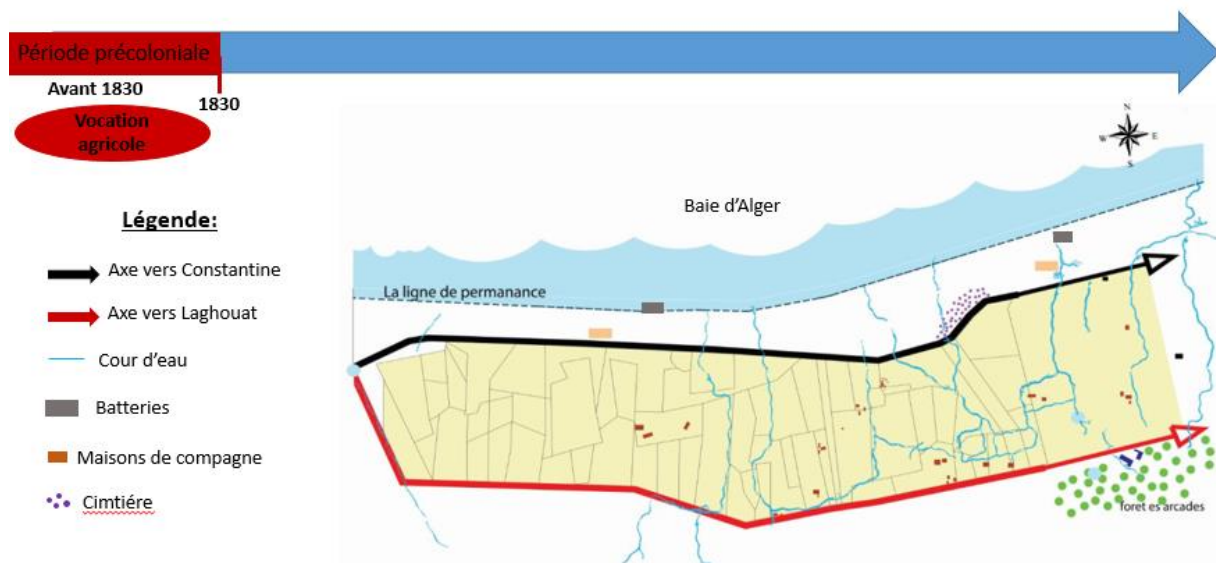 Période précoloniale
Avant 1830
1830
Vocation
agricole
N
W
E
S
Légende:
Baie d'Alger
Axe vers Constantine
La ligne de permanance
Axe vers Laghouat
Cour d'eau
Batteries
Maisons de compagne
Cimtiére
foret es arcades